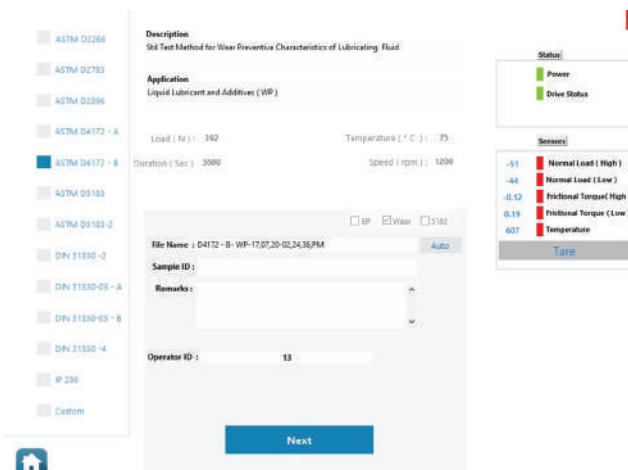 ASTM D2266
ASTM D2783
ASTM D2596
ASTM D4172 - A
ASTM D4172 - B
ASTM D5183
ASTM D5183-2
DIN 51350 -2
DIN 51350-03 - A
DIN 51350-03 - B
DIN 51350 -4
IP 239
Custom
Description
Std Test Method for Wear Preventive Characteristics of Lubricating Fluid
Application
Liquid Lubricant and Additives ( WP )
Load ( N ) : 392
Temperature ( ° C ) : 75
Duration ( Sec ) 3600
Speed ( rpm ) : 1200
EP Wear 5183
File Name : D4172 - B- WP-17,07,20-02,24,36,PM
Auto
Sample ID :
Remarks :
Operator ID : 13
Next
Status
Power
Drive Status
Sensors
-51 Normal Load ( High )
-44 Normal Load ( Low )
-0.12 Frictional Torque( High
0.19 Frictional Torque ( Low )
607 Temperature
Tare